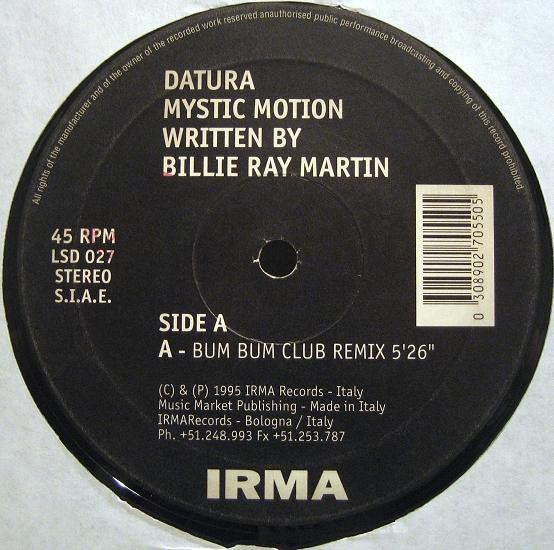 All rights of the manufacturer and of the owner of the recorded work reserved anauthorised public performance broadcasting and copying of this record prohibited.
DATURA
MYSTIC MOTION
WRITTEN BY
BILLIE RAY MARTIN
45 RPM
LSD 027
STEREO
S.I.A.E.
0 308902 705505
SIDE A
A - BUM BUM CLUB REMIX 5'26"
(C) & (P) 1995 IRMA Records - Italy
Music Market Publishing - Made in Italy
IRMARecords - Bologna / Italy
Ph. +51.248.993 Fx +51.253.787
IRMA